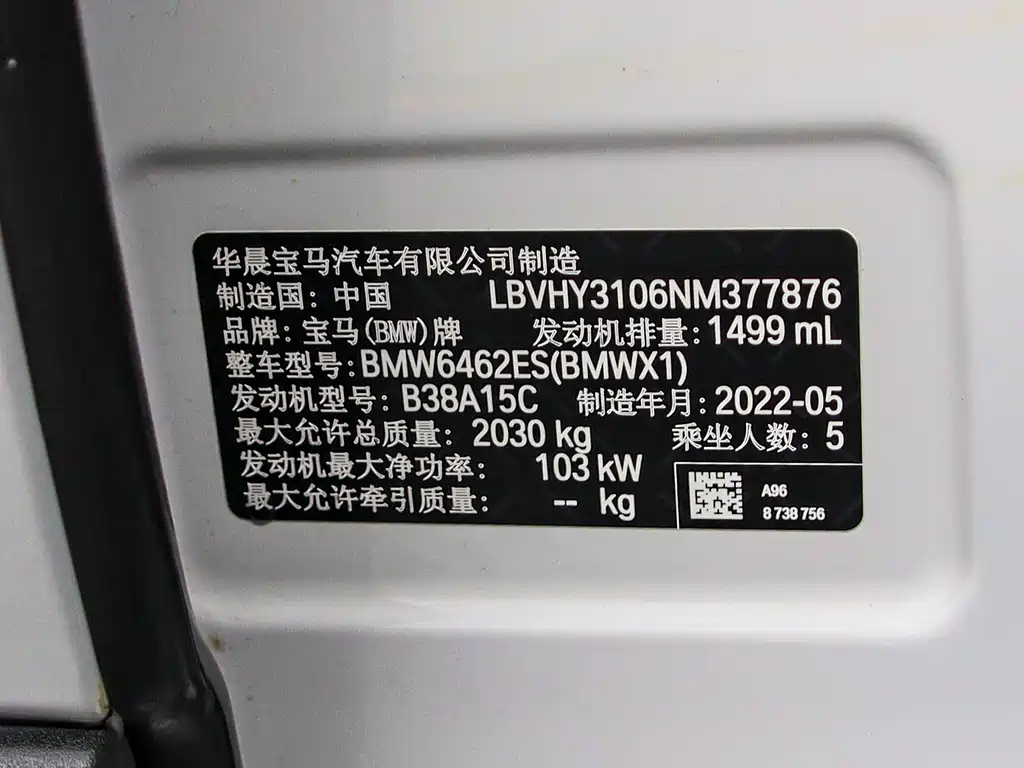 华晨宝马汽车有限公司制造
制造国：中国 LBVHY3106NM377876
品牌：宝马(BMW)牌 发动机排量：1499 mL
整车型号：BMW6462ES(BMWX1)
发动机型号：B38A15C 制造年月：2022-05
最大允许总质量：2030 kg 乘坐人数：5
发动机最大净功率：103 kW
最大允许牵引质量：-- kg
A96
8 738 756